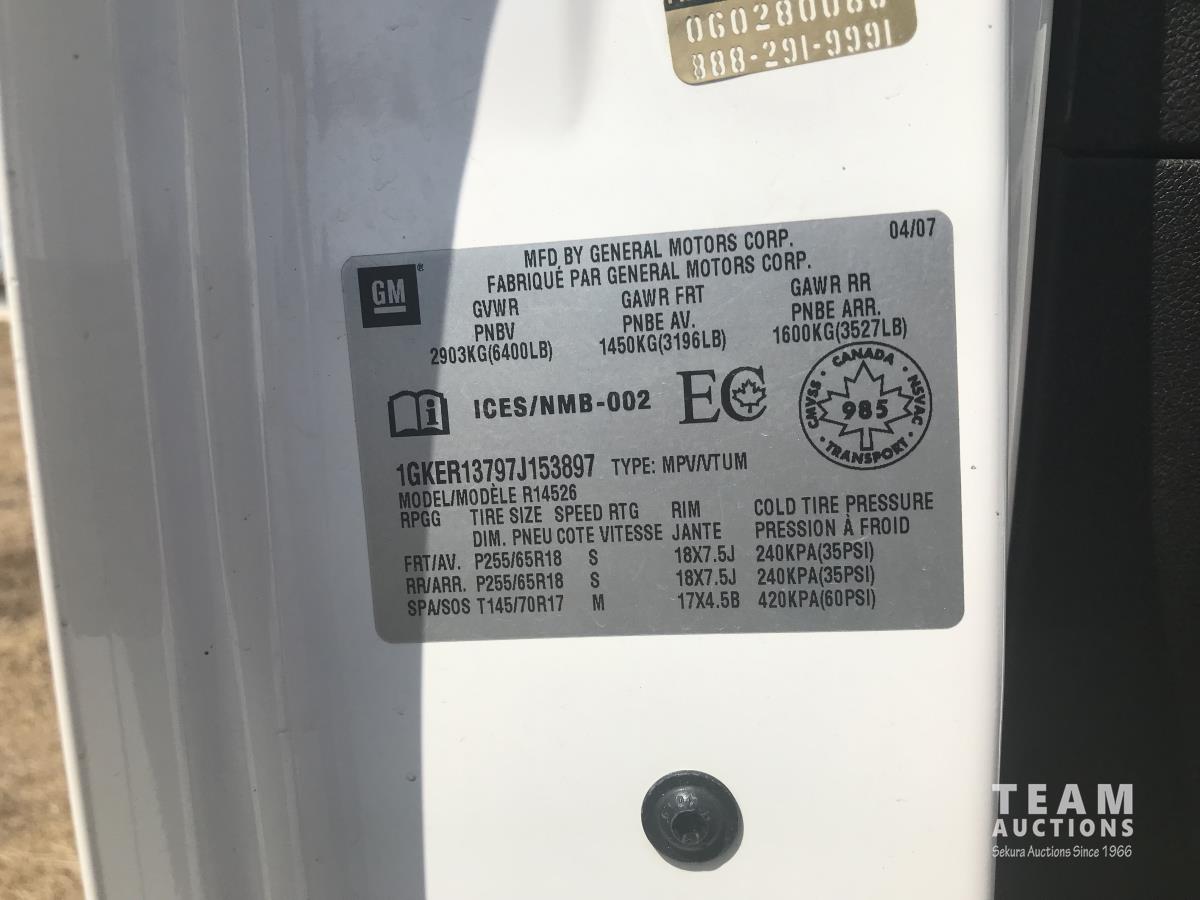 060280086
888-291-9991
MFD BY GENERAL MOTORS CORP. 04/07
FABRIQUÉ PAR GENERAL MOTORS CORP.
GM®
GVWR GAWR FRT GAWR RR
PNBV PNBE AV. PNBE ARR.
2903KG(6400LB) 1450KG(3196LB) 1600KG(3527LB)
i ICES/NMB-002 EC
CANADA
CMVSS · 985 · NSVAC
TRANSPORT
1GKER13797J153897 TYPE: MPV/VTUM
MODEL/MODÈLE R14526
RPGG TIRE SIZE SPEED RTG RIM COLD TIRE PRESSURE
DIM. PNEU COTE VITESSE JANTE PRESSION À FROID
FRT/AV. P255/65R18 S 18X7.5J 240KPA(35PSI)
RR/ARR. P255/65R18 S 18X7.5J 240KPA(35PSI)
SPA/SOS T145/70R17 M 17X4.5B 420KPA(60PSI)
TEAM
AUCTIONS
Sekura Auctions Since 1966